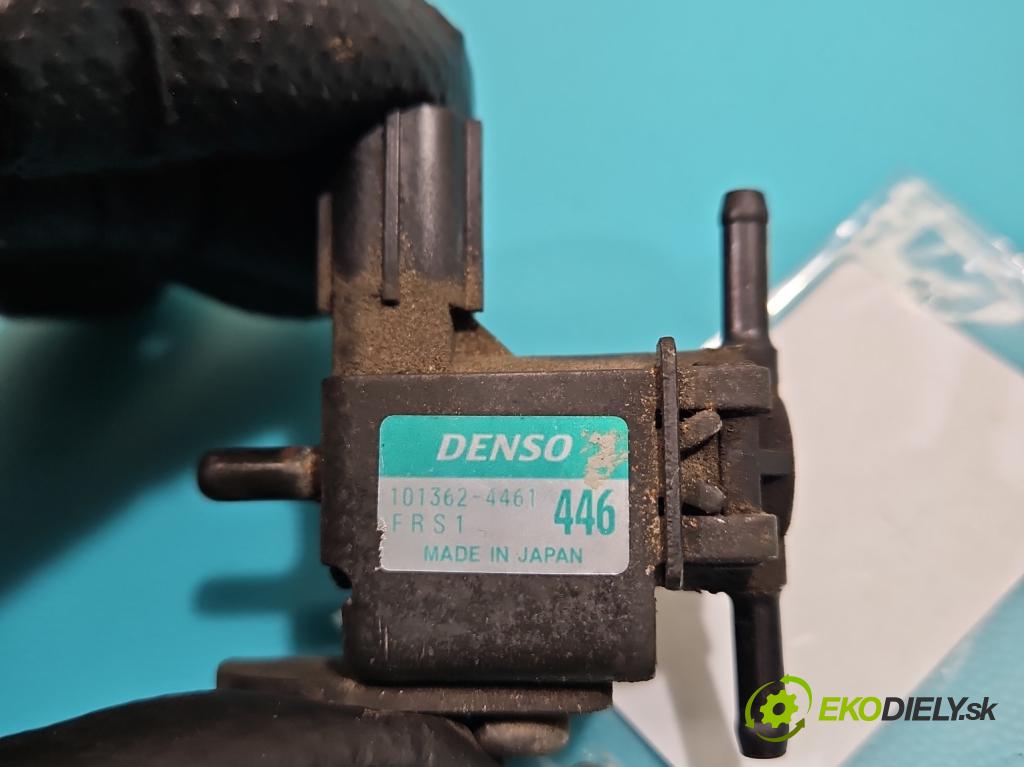 DENSO
101362-4461
FRS1 446
MADE IN JAPAN
EKODIELY.sk